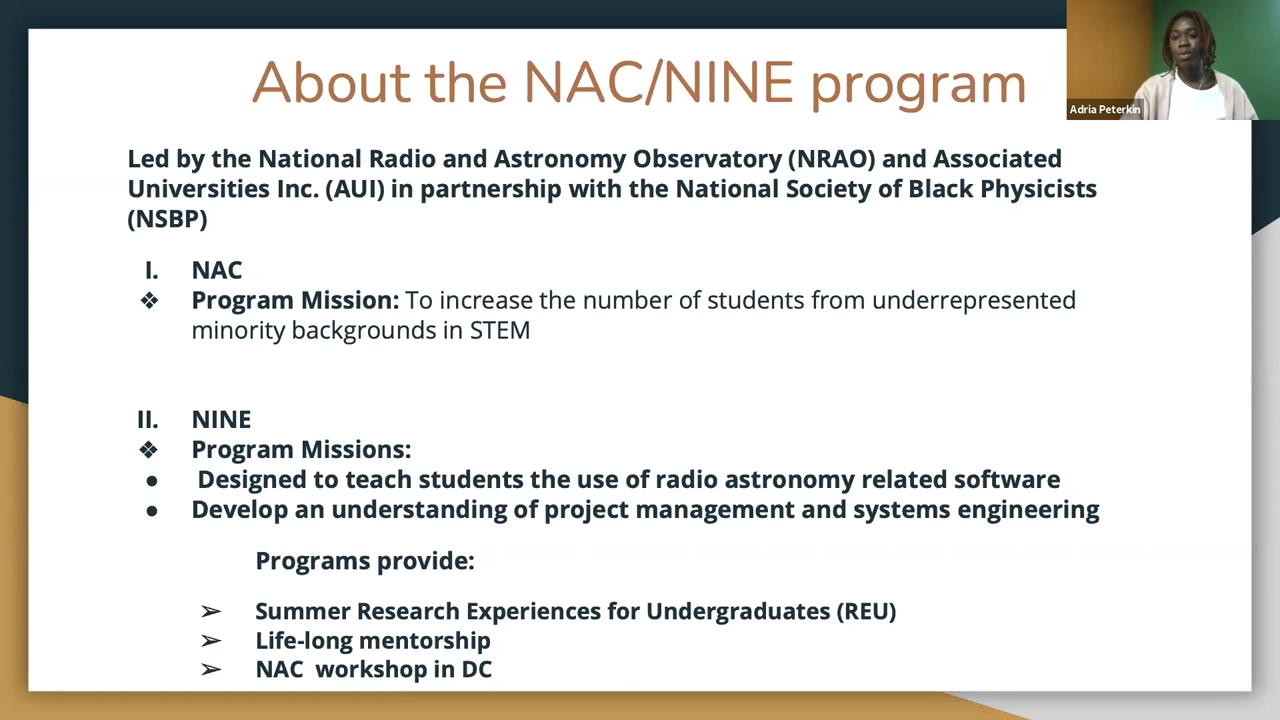 About the NAC/NINE program
Adria Peterkin
Led by the National Radio and Astronomy Observatory (NRAO) and Associated
Universities Inc. (AUI) in partnership with the National Society of Black Physicists
(NSBP)
I. NAC
❖ Program Mission: To increase the number of students from underrepresented
minority backgrounds in STEM
II. NINE
❖ Program Missions:
● Designed to teach students the use of radio astronomy related software
● Develop an understanding of project management and systems engineering
Programs provide:
➢ Summer Research Experiences for Undergraduates (REU)
➢ Life-long mentorship
➢ NAC workshop in DC